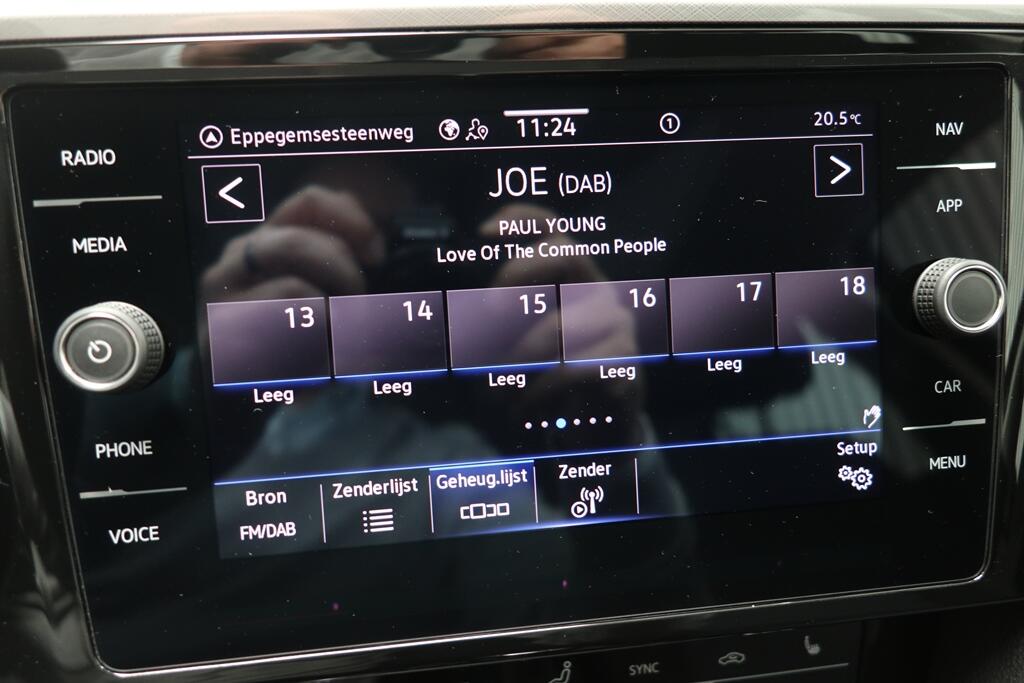 Eppegemsesteenweg
11:24
1
20.5°C
RADIO
MEDIA
PHONE
VOICE
NAV
APP
CAR
MENU
<
>
JOE (DAB)
PAUL YOUNG
Love Of The Common People
13 14 15 16 17 18
Leeg Leeg Leeg Leeg Leeg Leeg
Setup
Bron
FM/DAB
Zenderlijst
Geheug.lijst
Zender
SYNC